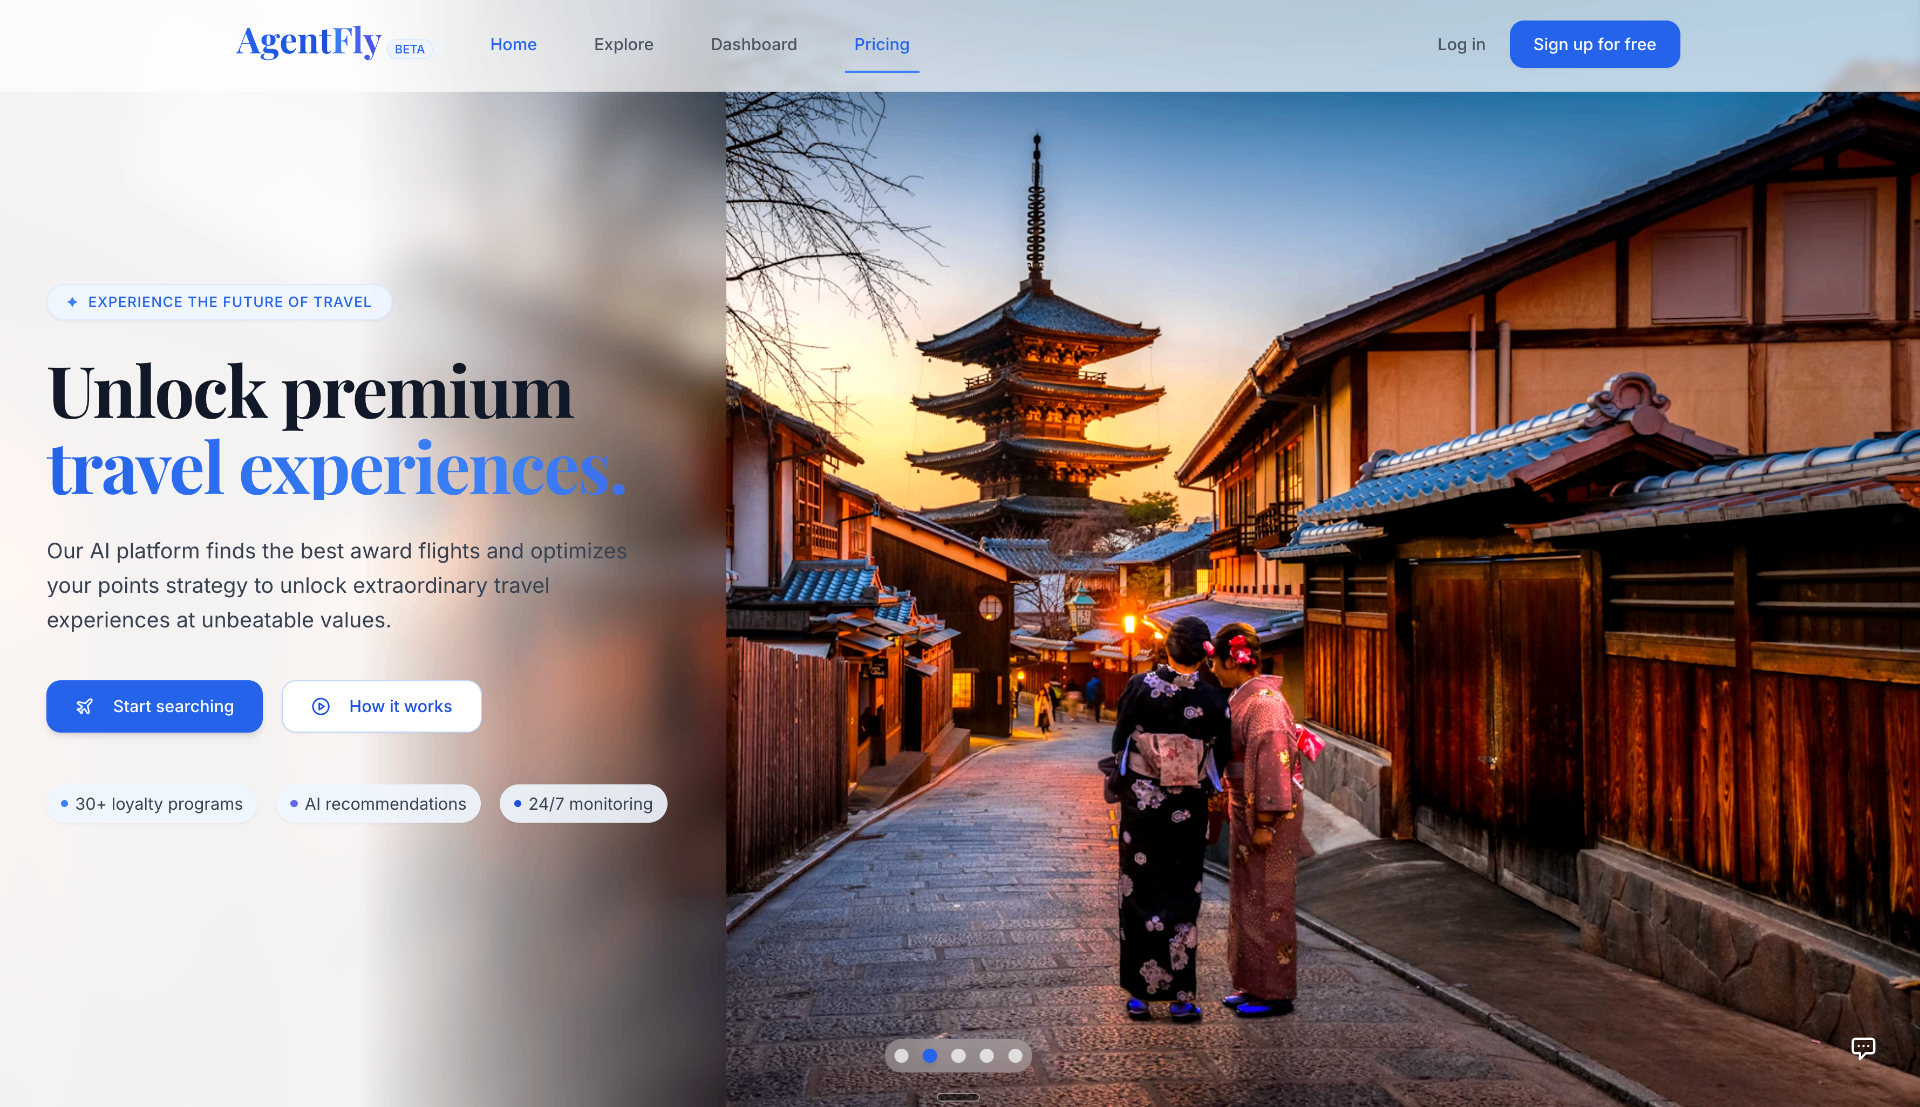 AgentFly BETA Home Explore Dashboard Pricing Log in Sign up for free
EXPERIENCE THE FUTURE OF TRAVEL
Unlock premium
travel experiences.
Our AI platform finds the best award flights and optimizes
your points strategy to unlock extraordinary travel
experiences at unbeatable values.
Start searching How it works
30+ loyalty programs AI recommendations 24/7 monitoring